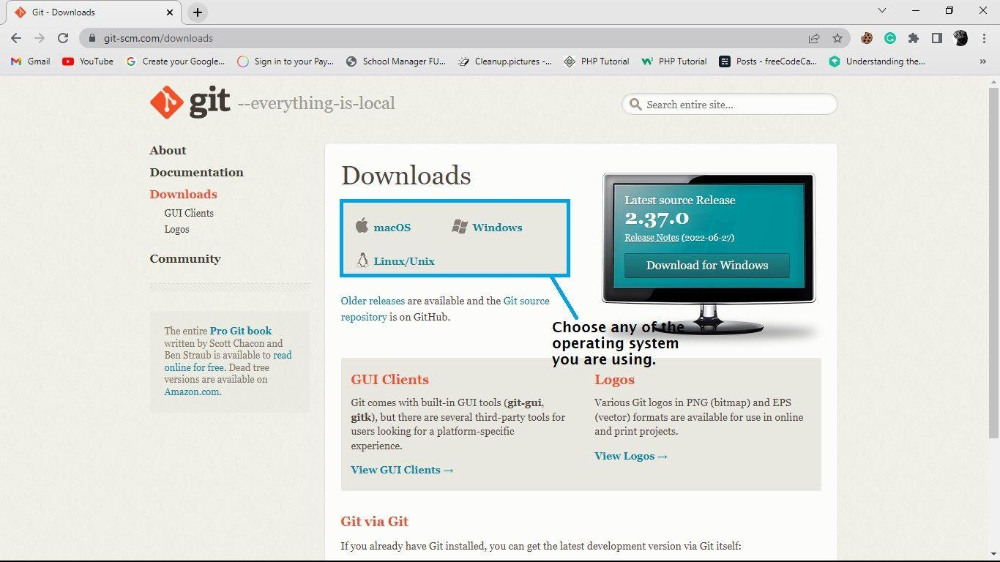 Git - Downloads
git-scm.com/downloads
Gmail
YouTube
Create your Google...
Sign in to your Pay...
School Manager FU...
Cleanup.pictures -...
PHP Tutorial
PHP Tutorial
Posts - freeCodeCa...
Understanding the...
»
git --everything-is-local
Search entire site...
About
Documentation
Downloads
GUI Clients
Logos
Community
The entire Pro Git book
written by Scott Chacon and
Ben Straub is available to read
online for free. Dead tree
versions are available on
Amazon.com.
Downloads
macOS
Windows
Linux/Unix
Older releases are available and the Git source
repository is on GitHub.
Latest source Release
2.37.0
Release Notes (2022-06-27)
Download for Windows
Choose any of the
operating system
you are using.
GUI Clients
Git comes with built-in GUI tools (git-gui,
gitk), but there are several third-party tools for
users looking for a platform-specific
experience.
View GUI Clients →
Logos
Various Git logos in PNG (bitmap) and EPS
(vector) formats are available for use in online
and print projects.
View Logos →
Git via Git
If you already have Git installed, you can get the latest development version via Git itself: